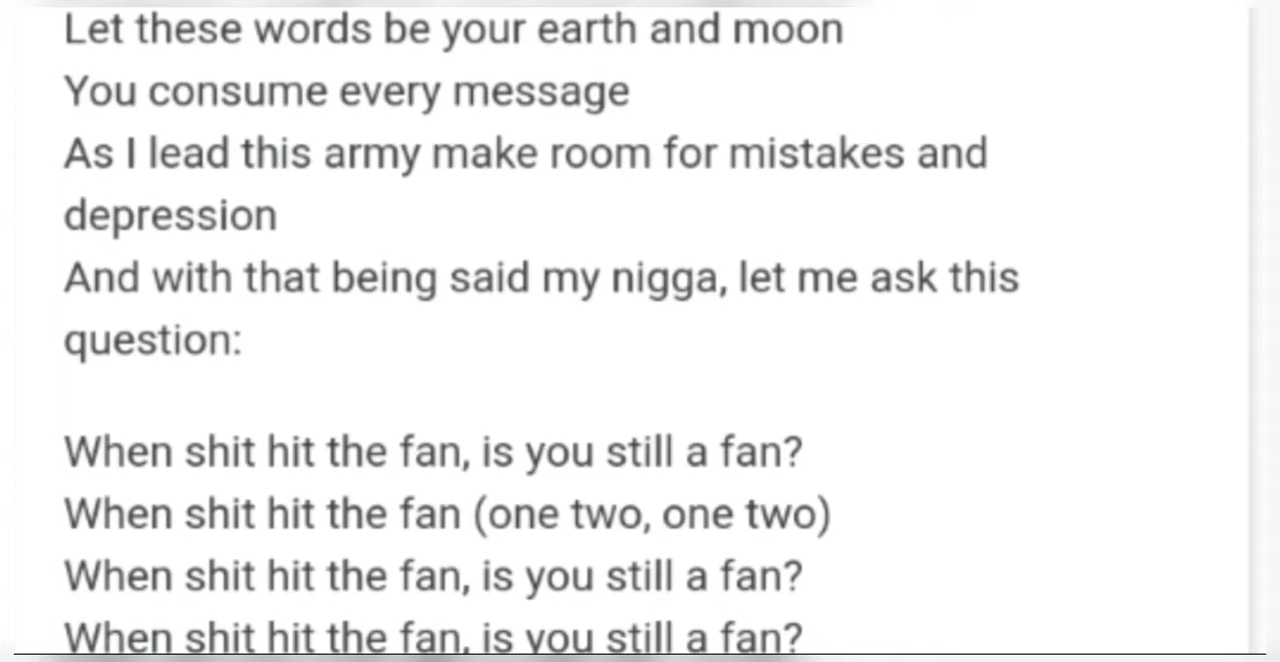 Let these words be your earth and moon
You consume every message
As I lead this army make room for mistakes and
depression
And with that being said my nigga, let me ask this
question:
When shit hit the fan, is you still a fan?
When shit hit the fan (one two, one two)
When shit hit the fan, is you still a fan?
When shit hit the fan, is you still a fan?